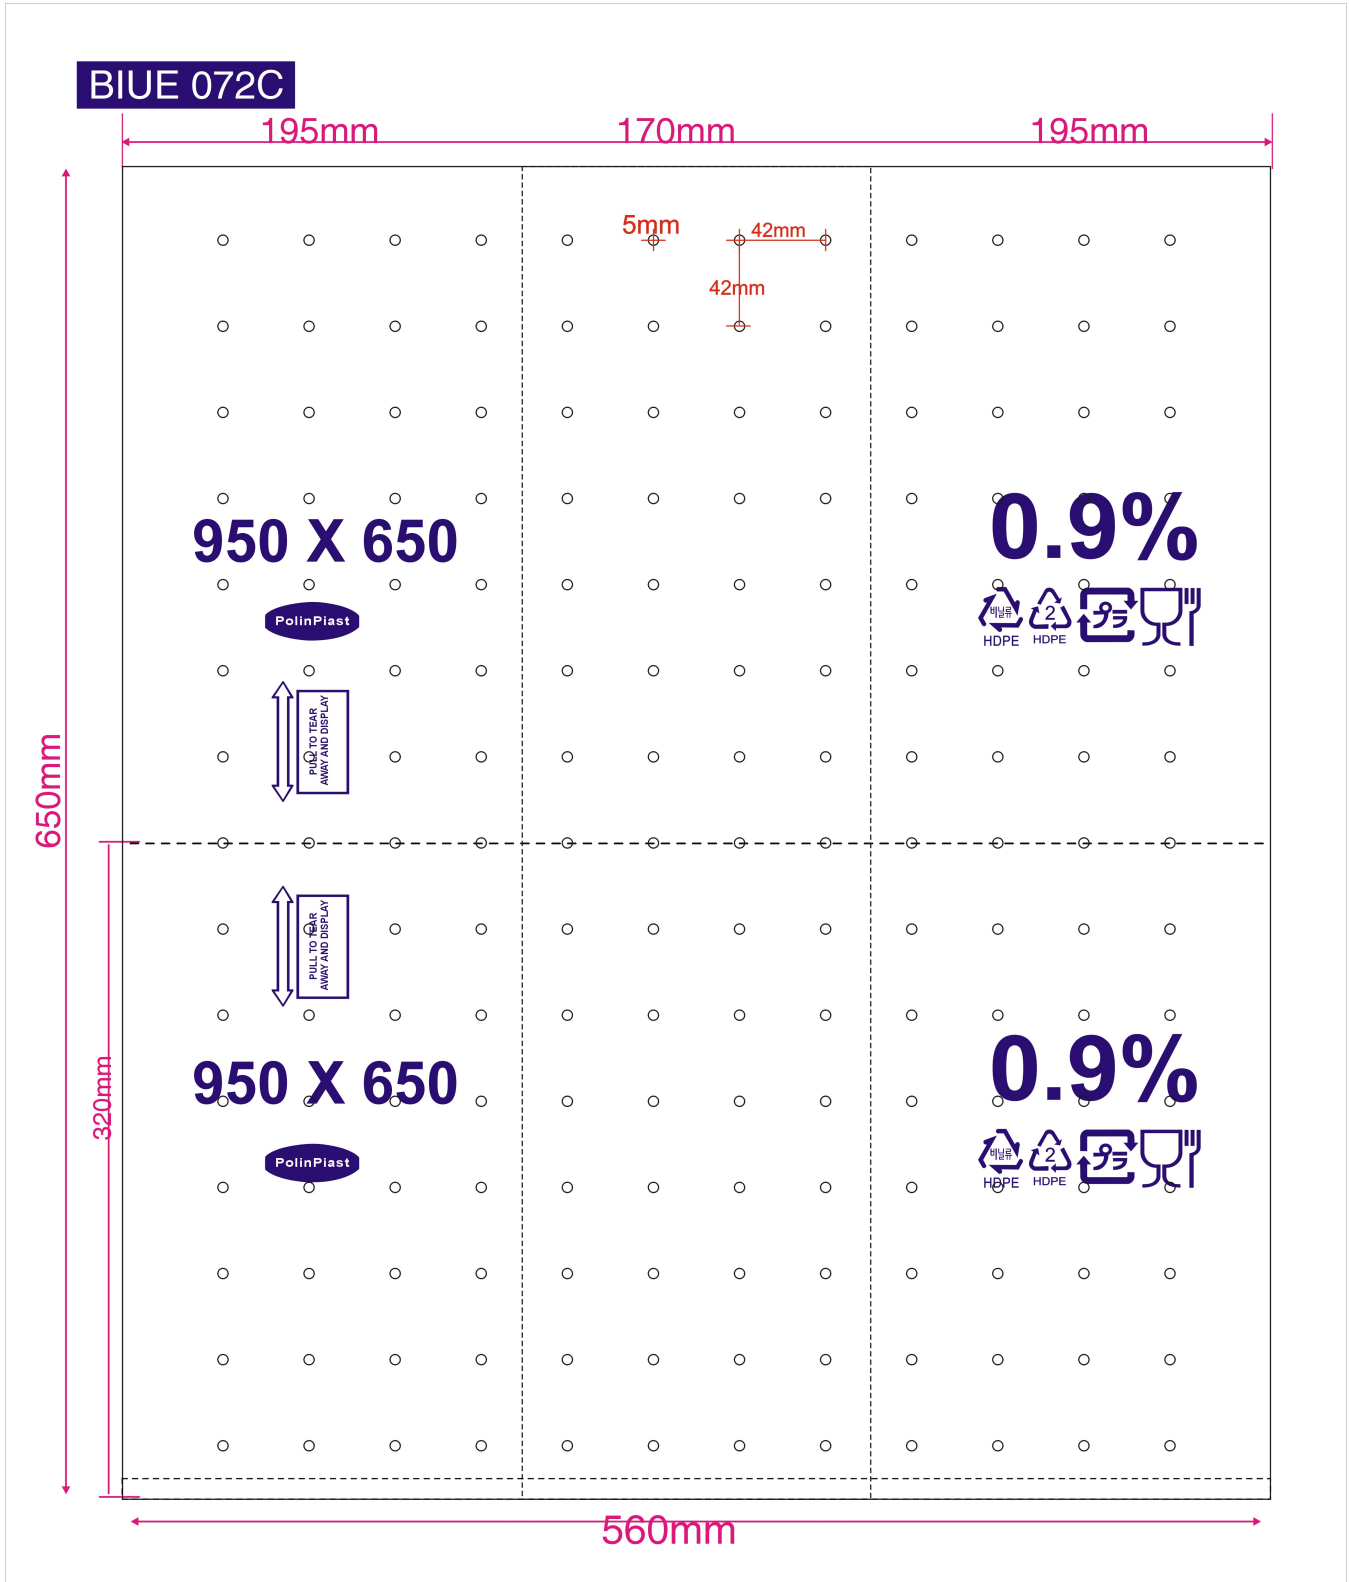 BIUE 072C
195mm 170mm 195mm
5mm
42mm
42mm
950 X 650
0.9%
PolinPiast
비닐류
HDPE
2
HDPE
プラ
PULL TO TEAR
AWAY AND DISPLAY
650mm
PULL TO TEAR
AWAY AND DISPLAY
950 X 650
0.9%
320mm
PolinPiast
비닐류
HDPE
2
HDPE
プラ
560mm